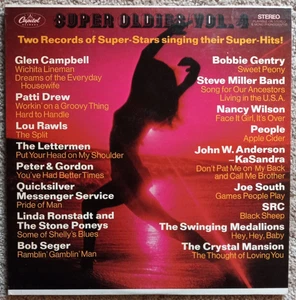 Capitol
SUPER OLDIES-VOL. 5
STEREO
Two Records of Super-Stars singing their Super-Hits!
Glen Campbell
Wichita Lineman
Dreams of the Everyday
Housewife
Patti Drew
Workin on a Groovy Thing
Hard to Handle
Lou Rawls
The Split
The Lettermen
Put Your Head on My Shoulder
Peter & Gordon
You've Had Better Times
Quicksilver
Messenger Service
Pride of Man
Linda Ronstadt and
The Stone Poneys
Some of Shelly's Blues
Bob Seger
Ramblin' Gamblin' Man
Bobbie Gentry
Sweet Peony
Steve Miller Band
Song for Our Ancestors
Living in the U.S.A.
Nancy Wilson
Face It Girl, It's Over
People
Apple Cider
John W. Anderson
–KaSandra
Don't Pat Me on My Back
and Call Me Brother
Joe South
Games People Play
SRC
Black Sheep
The Swinging Medallions
Hey, Hey, Baby
The Crystal Mansion
The Thought of Loving You